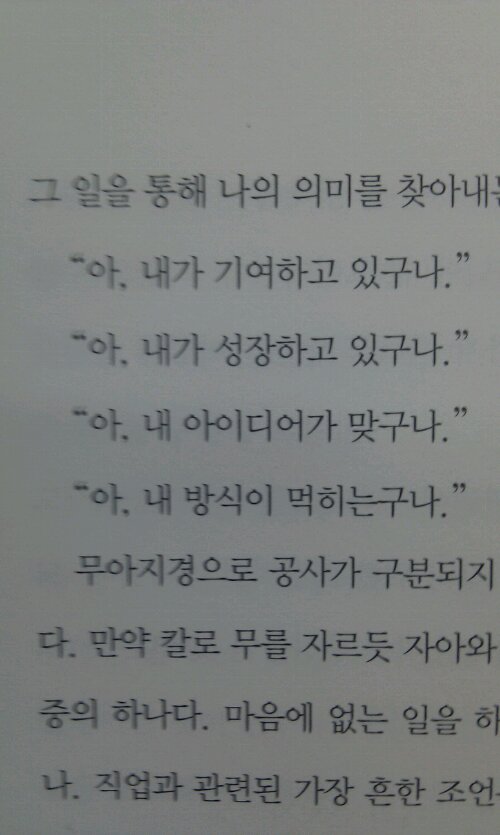 그 일을 통해 나의 의미를 찾아내는
“아, 내가 기여하고 있구나.”
“아, 내가 성장하고 있구나.”
“아, 내 아이디어가 맞구나.”
“아, 내 방식이 먹히는구나.”
무아지경으로 공사가 구분되지
다. 만약 칼로 무를 자르듯 자아와
중의 하나다. 마음에 없는 일을 하
나. 직업과 관련된 가장 흔한 조언